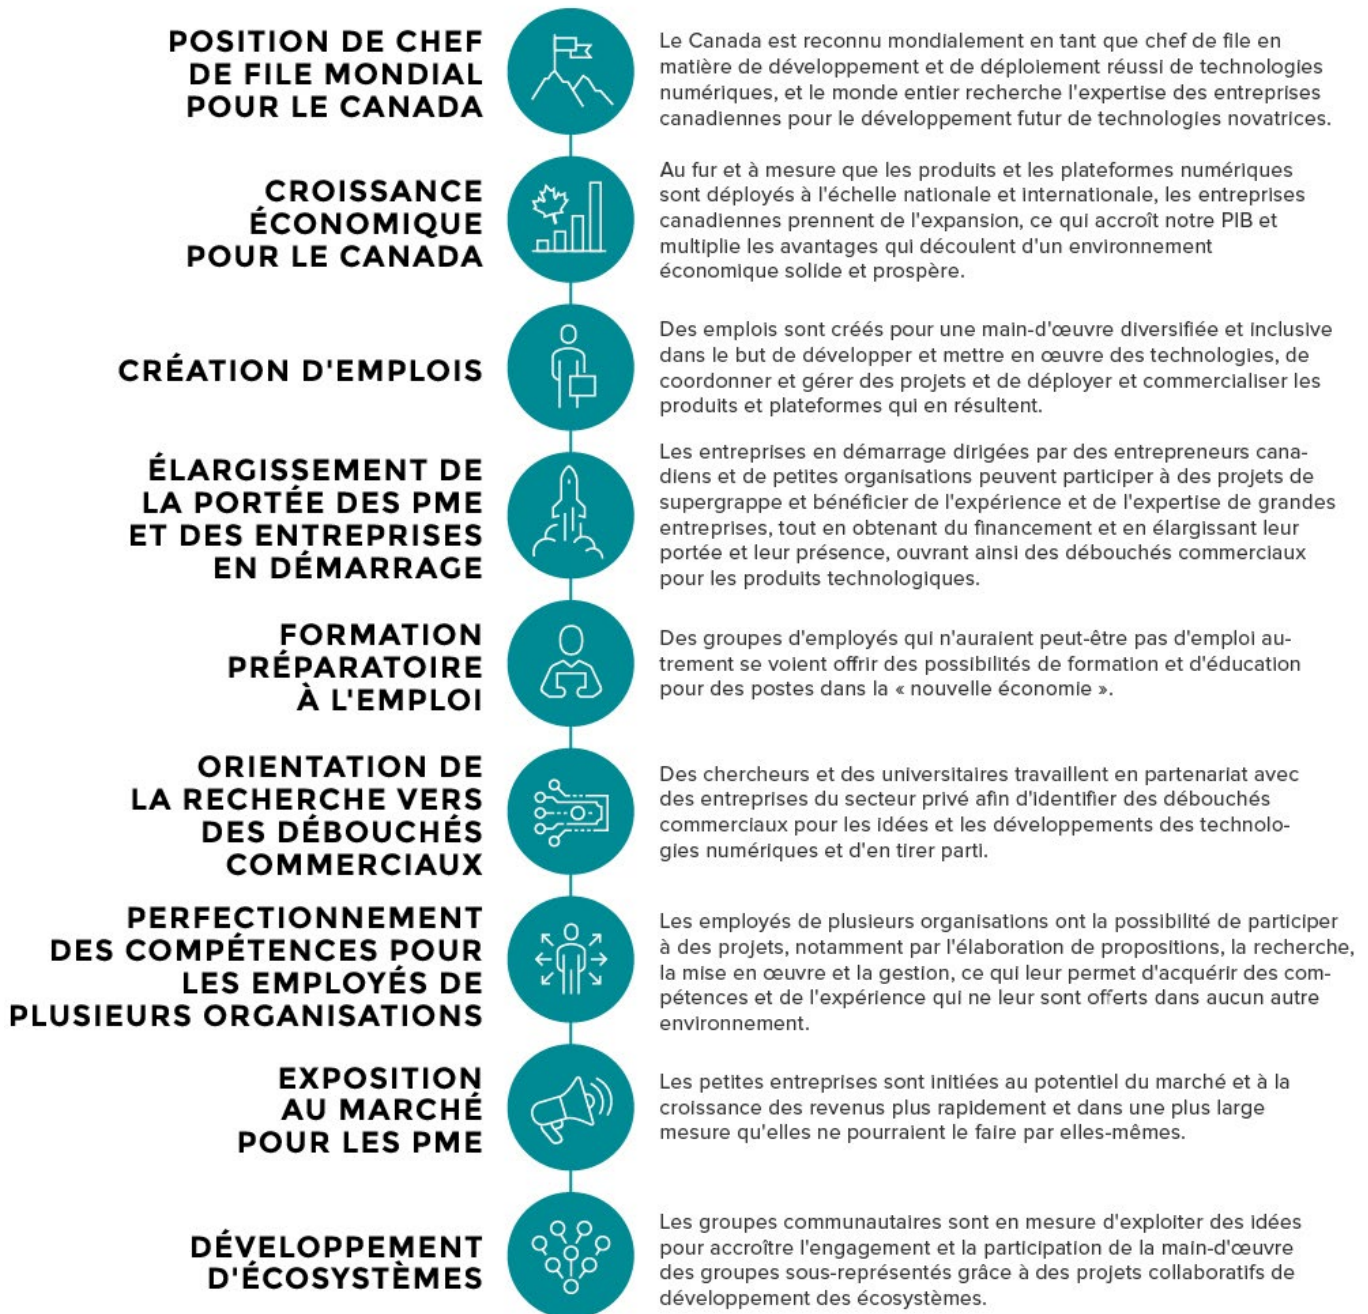 POSITION DE CHEF
DE FILE MONDIAL
POUR LE CANADA
Le Canada est reconnu mondialement en tant que chef de file en
matière de développement et de déploiement réussi de technologies
numériques, et le monde entier recherche l'expertise des entreprises
canadiennes pour le développement futur de technologies novatrices.
CROISSANCE
ÉCONOMIQUE
POUR LE CANADA
Au fur et à mesure que les produits et les plateformes numériques
sont déployés à l'échelle nationale et internationale, les entreprises
canadiennes prennent de l'expansion, ce qui accroît notre PIB et
multiplie les avantages qui découlent d'un environnement
économique solide et prospère.
CRÉATION D'EMPLOIS
Des emplois sont créés pour une main-d'œuvre diversifiée et inclusive
dans le but de développer et mettre en œuvre des technologies, de
coordonner et gérer des projets et de déployer et commercialiser les
produits et plateformes qui en résultent.
ÉLARGISSEMENT DE
LA PORTÉE DES PME
ET DES ENTREPRISES
EN DÉMARRAGE
Les entreprises en démarrage dirigées par des entrepreneurs cana-
diens et de petites organisations peuvent participer à des projets de
supergrappe et bénéficier de l'expérience et de l'expertise de grandes
entreprises, tout en obtenant du financement et en élargissant leur
portée et leur présence, ouvrant ainsi des débouchés commerciaux
pour les produits technologiques.
FORMATION
PRÉPARATOIRE
À L'EMPLOI
Des groupes d'employés qui n'auraient peut-être pas d'emploi au-
trement se voient offrir des possibilités de formation et d'éducation
pour des postes dans la « nouvelle économie ».
ORIENTATION DE
LA RECHERCHE VERS
DES DÉBOUCHÉS
COMMERCIAUX
Des chercheurs et des universitaires travaillent en partenariat avec
des entreprises du secteur privé afin d'identifier des débouchés
commerciaux pour les idées et les développements des technolo-
gies numériques et d'en tirer parti.
PERFECTIONNEMENT
DES COMPÉTENCES POUR
LES EMPLOYÉS DE
PLUSIEURS ORGANISATIONS
Les employés de plusieurs organisations ont la possibilité de participer
à des projets, notamment par l'élaboration de propositions, la recherche,
la mise en œuvre et la gestion, ce qui leur permet d'acquérir des com-
pétences et de l'expérience qui ne leur sont offerts dans aucun autre
environnement.
EXPOSITION
AU MARCHÉ
POUR LES PME
Les petites entreprises sont initiées au potentiel du marché et à la
croissance des revenus plus rapidement et dans une plus large
mesure qu'elles ne pourraient le faire par elles-mêmes.
DÉVELOPPEMENT
D'ÉCOSYSTÈMES
Les groupes communautaires sont en mesure d'exploiter des idées
pour accroître l'engagement et la participation de la main-d'œuvre
des groupes sous-représentés grâce à des projets collaboratifs de
développement des écosystèmes.